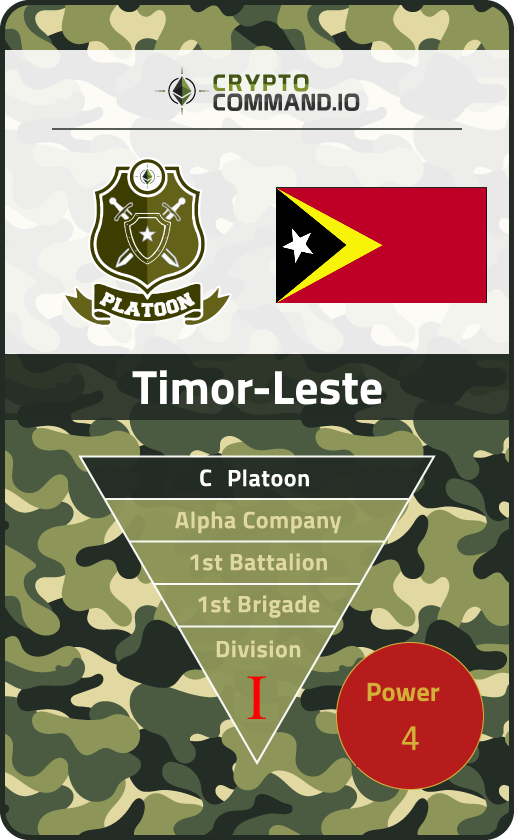 CRYPTO
COMMAND.IO
PLATOON
Timor-Leste
C Platoon
Alpha Company
1st Battalion
1st Brigade
Division
I
Power
4